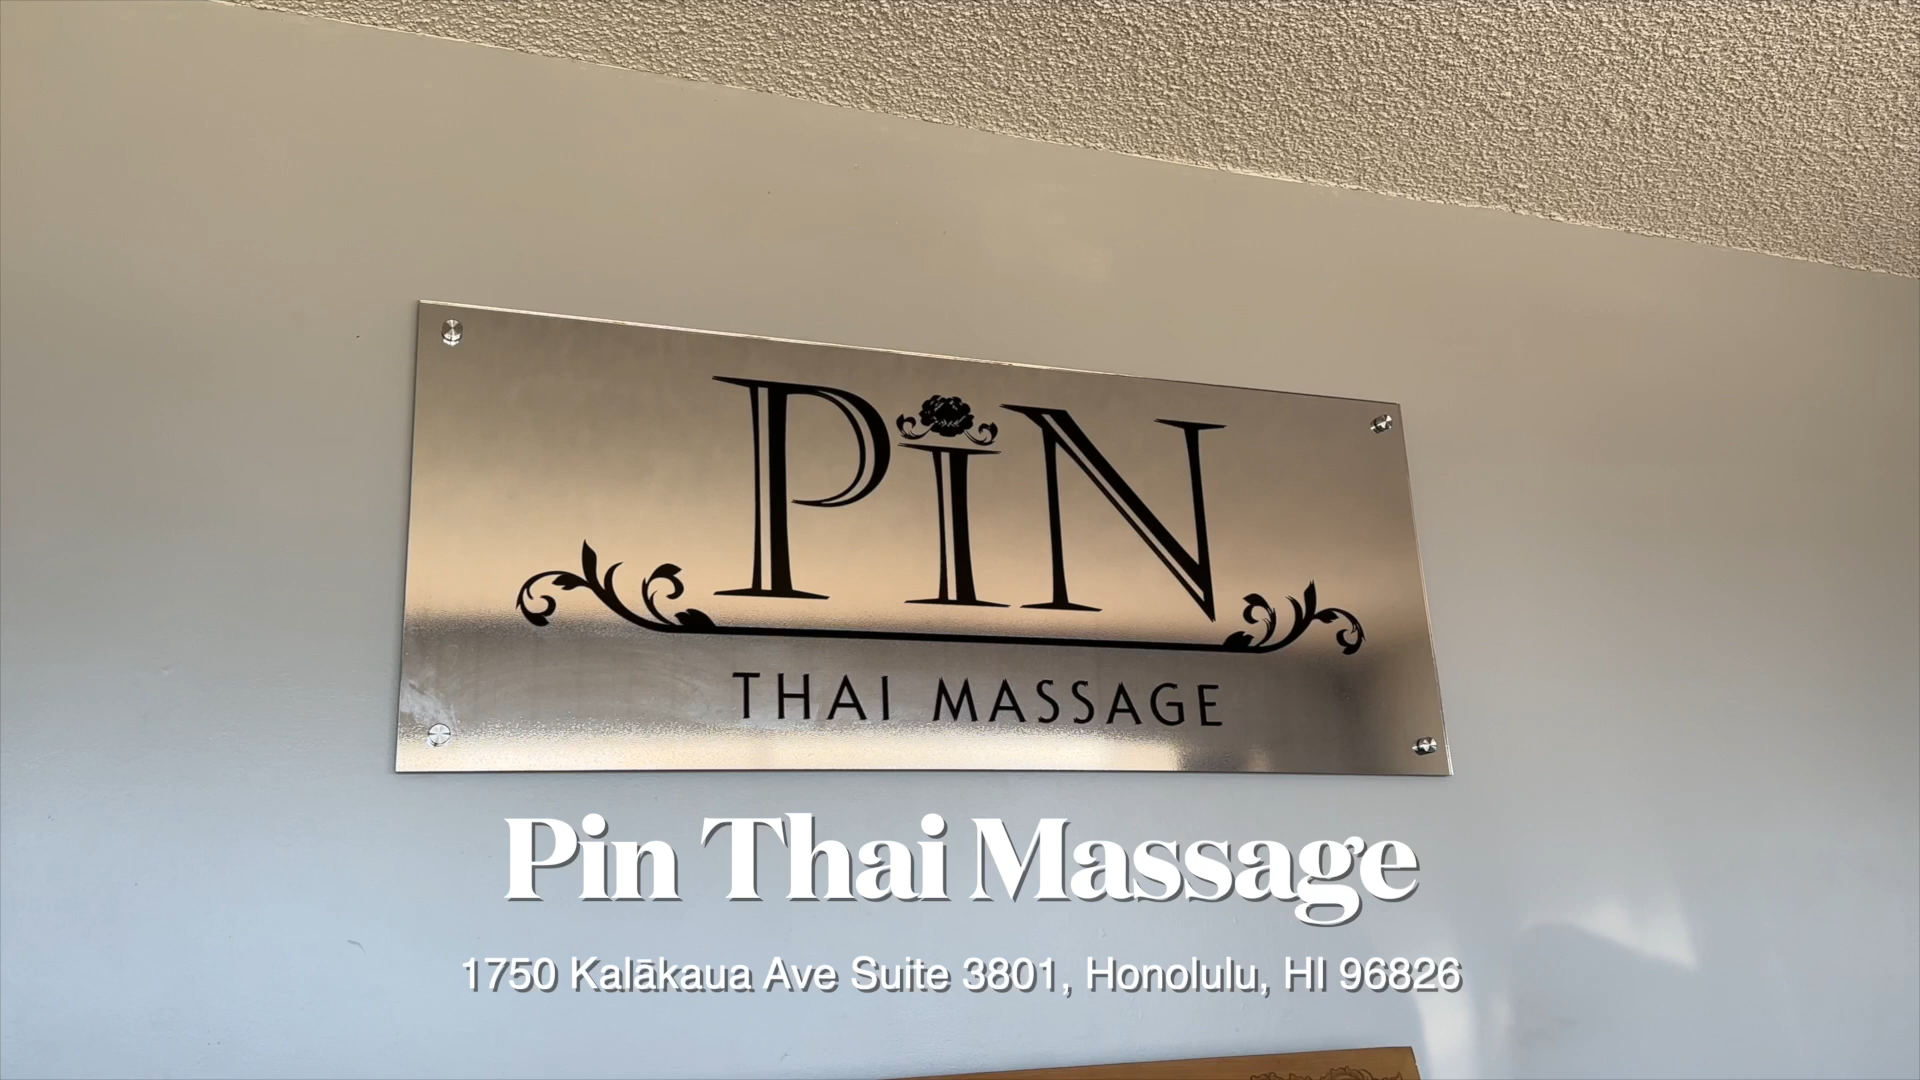 PiN
THAI MASSAGE
Pin Thai Massage
1750 Kalākaua Ave Suite 3801, Honolulu, HI 96826